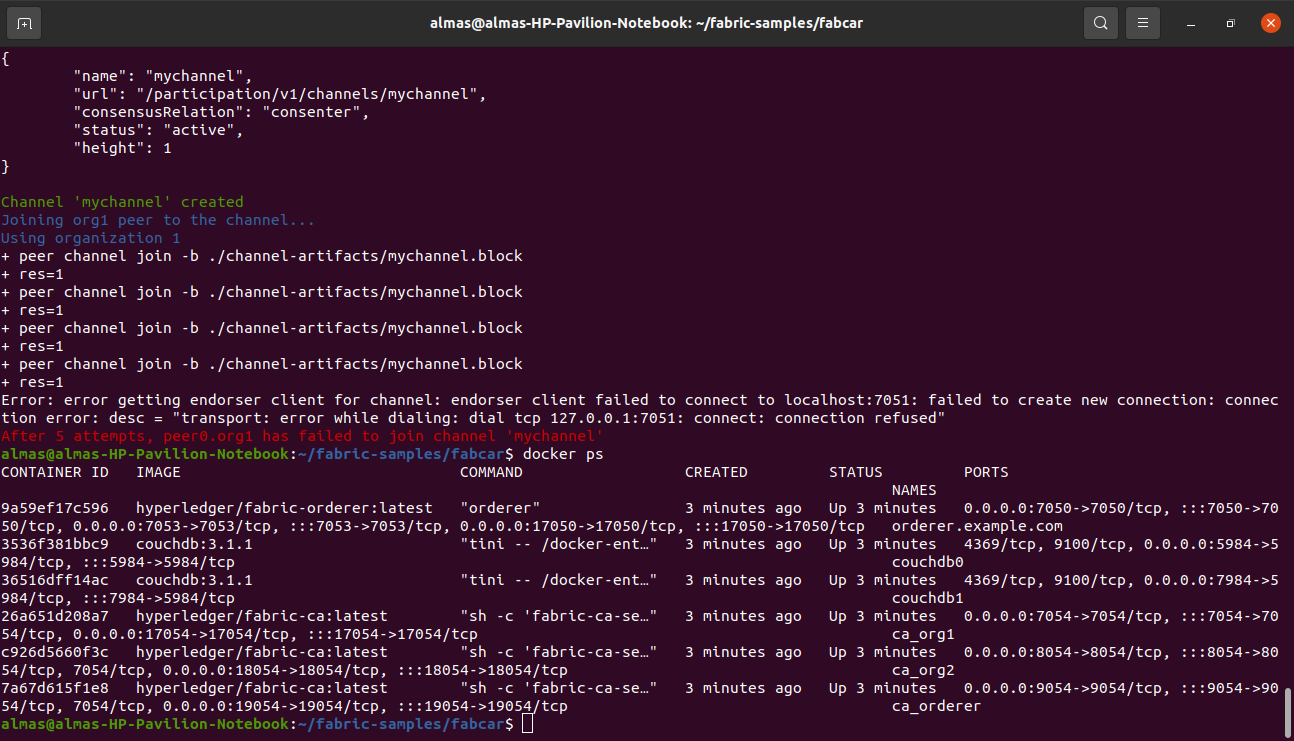 almas@almas-HP-Pavilion-Notebook: ~/fabric-samples/fabcar
{
        "name": "mychannel",
        "url": "/participation/v1/channels/mychannel",
        "consensusRelation": "consenter",
        "status": "active",
        "height": 1
}
Channel 'mychannel' created
Joining org1 peer to the channel...
Using organization 1
+ peer channel join -b ./channel-artifacts/mychannel.block
+ res=1
+ peer channel join -b ./channel-artifacts/mychannel.block
+ res=1
+ peer channel join -b ./channel-artifacts/mychannel.block
+ res=1
+ peer channel join -b ./channel-artifacts/mychannel.block
+ res=1
Error: error getting endorser client for channel: endorser client failed to connect to localhost:7051: failed to create new connection: connec
tion error: desc = "transport: error while dialing: dial tcp 127.0.0.1:7051: connect: connection refused"
After 5 attempts, peer0.org1 has failed to join channel 'mychannel'
almas@almas-HP-Pavilion-Notebook:~/fabric-samples/fabcar$ docker ps
CONTAINER ID   IMAGE                               COMMAND                  CREATED         STATUS         PORTS
                                                                                                   NAMES
9a59ef17c596   hyperledger/fabric-orderer:latest   "orderer"                3 minutes ago   Up 3 minutes   0.0.0.0:7050->7050/tcp, :::7050->70
50/tcp, 0.0.0.0:7053->7053/tcp, :::7053->7053/tcp, 0.0.0.0:17050->17050/tcp, :::17050->17050/tcp   orderer.example.com
3536f381bbc9   couchdb:3.1.1                       "tini -- /docker-ent…"   3 minutes ago   Up 3 minutes   4369/tcp, 9100/tcp, 0.0.0.0:5984->5
984/tcp, :::5984->5984/tcp                                                                         couchdb0
36516dff14ac   couchdb:3.1.1                       "tini -- /docker-ent…"   3 minutes ago   Up 3 minutes   4369/tcp, 9100/tcp, 0.0.0.0:7984->5
984/tcp, :::7984->5984/tcp                                                                         couchdb1
26a651d208a7   hyperledger/fabric-ca:latest        "sh -c 'fabric-ca-se…"   3 minutes ago   Up 3 minutes   0.0.0.0:7054->7054/tcp, :::7054->70
54/tcp, 0.0.0.0:17054->17054/tcp, :::17054->17054/tcp                                              ca_org1
c926d5660f3c   hyperledger/fabric-ca:latest        "sh -c 'fabric-ca-se…"   3 minutes ago   Up 3 minutes   0.0.0.0:8054->8054/tcp, :::8054->80
54/tcp, 7054/tcp, 0.0.0.0:18054->18054/tcp, :::18054->18054/tcp                                    ca_org2
7a67d615f1e8   hyperledger/fabric-ca:latest        "sh -c 'fabric-ca-se…"   3 minutes ago   Up 3 minutes   0.0.0.0:9054->9054/tcp, :::9054->90
54/tcp, 7054/tcp, 0.0.0.0:19054->19054/tcp, :::19054->19054/tcp                                    ca_orderer
almas@almas-HP-Pavilion-Notebook:~/fabric-samples/fabcar$